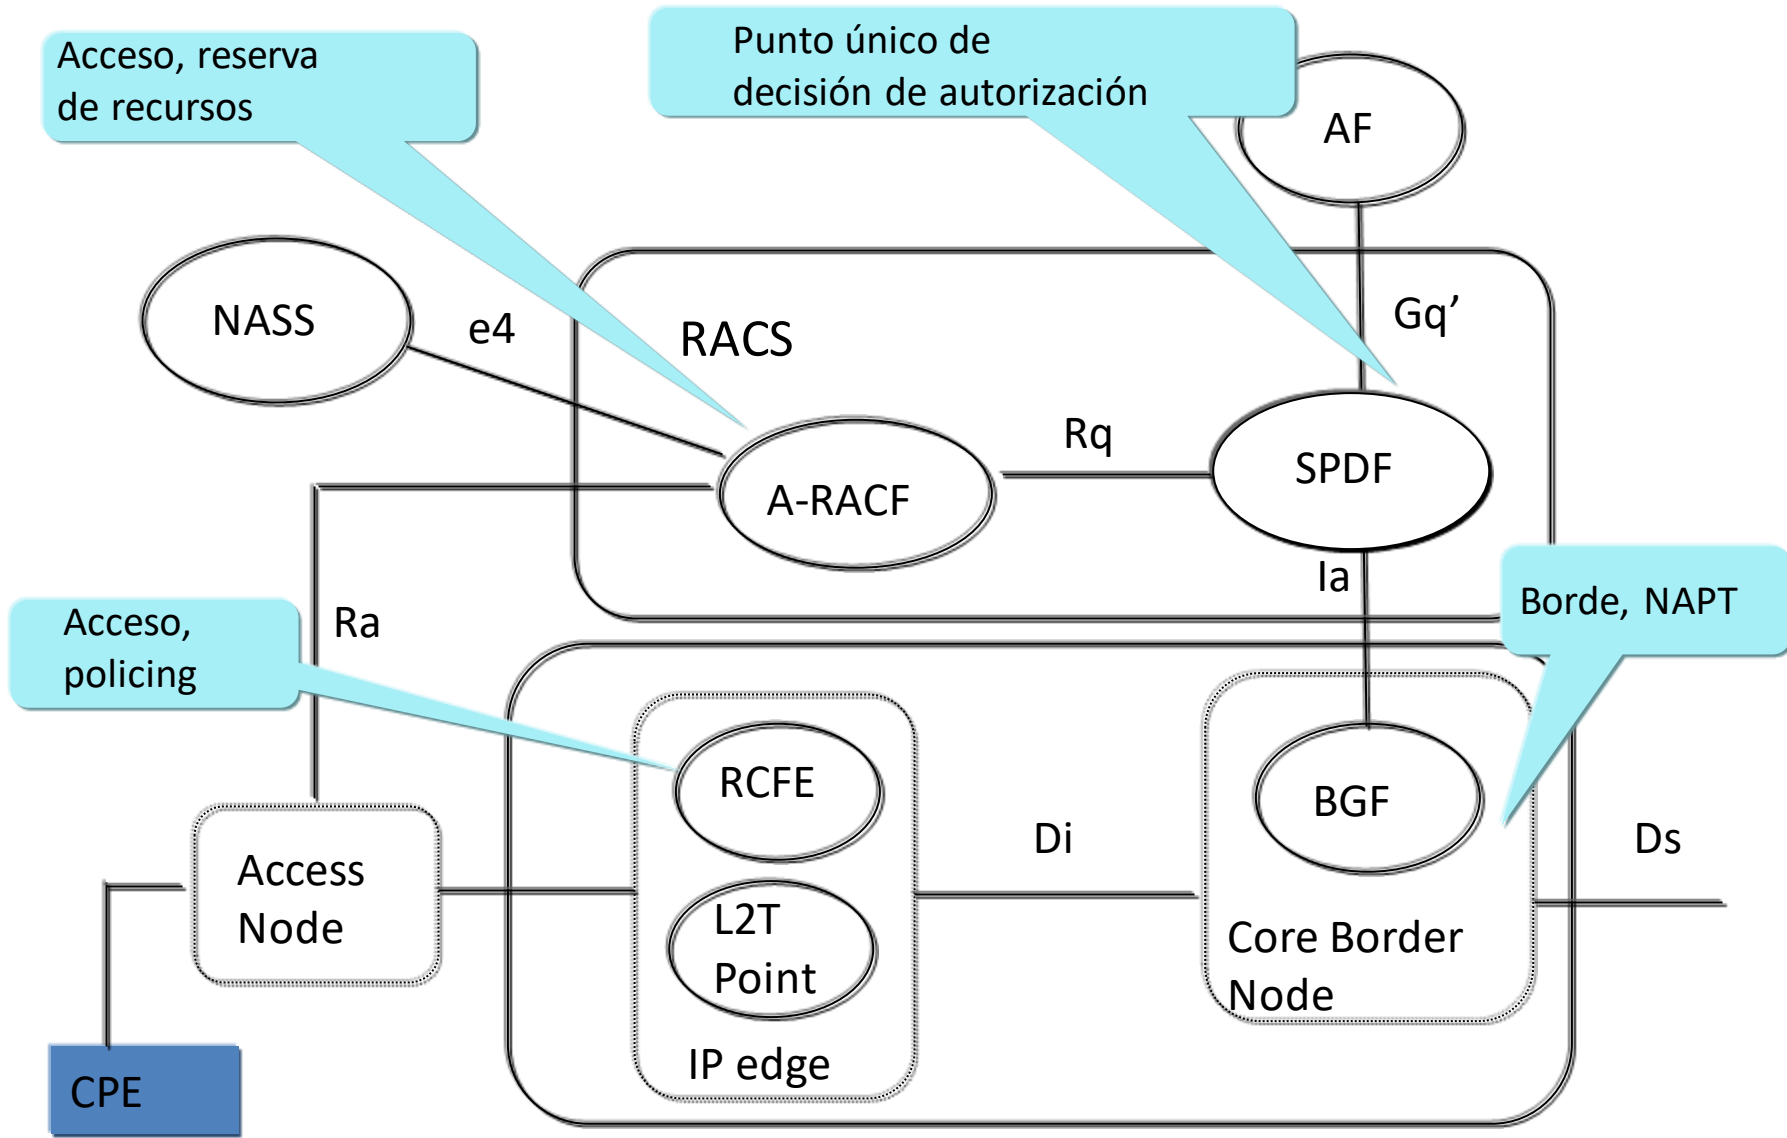 Acceso, reserva
de recursos
Punto único de
decisión de autorización
AF
NASS
e4
RACS
Gq’
A-RACF
Rq
SPDF
Ia
Borde, NAPT
Acceso,
policing
Ra
RCFE
BGF
Di
Ds
Access
Node
L2T
Point
Core Border
Node
IP edge
CPE